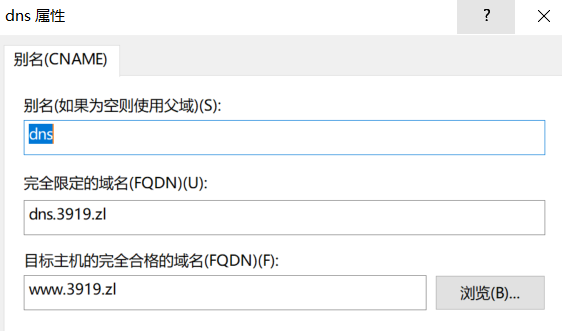 dns 属性
?
别名(CNAME)
别名(如果为空则使用父域)(S):
dns
完全限定的域名(FQDN)(U):
dns.3919.zl
目标主机的完全合格的域名(FQDN)(F):
www.3919.zl
浏览(B)...